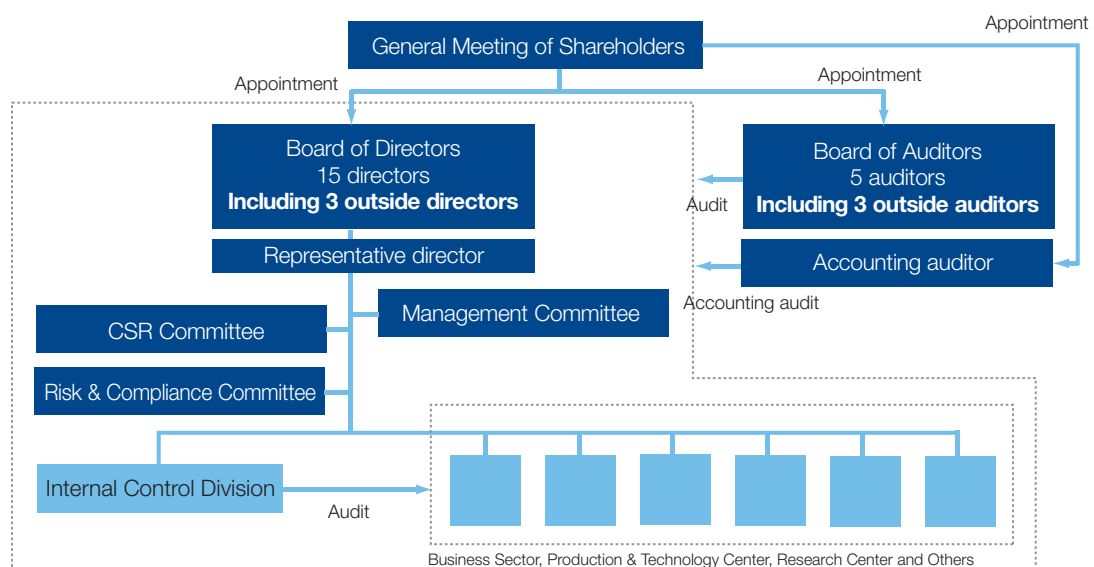 Appointment
General Meeting of Shareholders
Appointment
Appointment
Board of Directors
15 directors
Including 3 outside directors
Board of Auditors
5 auditors
Including 3 outside auditors
Audit
Representative director
Accounting auditor
Accounting audit
Management Committee
CSR Committee
Risk & Compliance Committee
Internal Control Division
Audit
Business Sector, Production & Technology Center, Research Center and Others